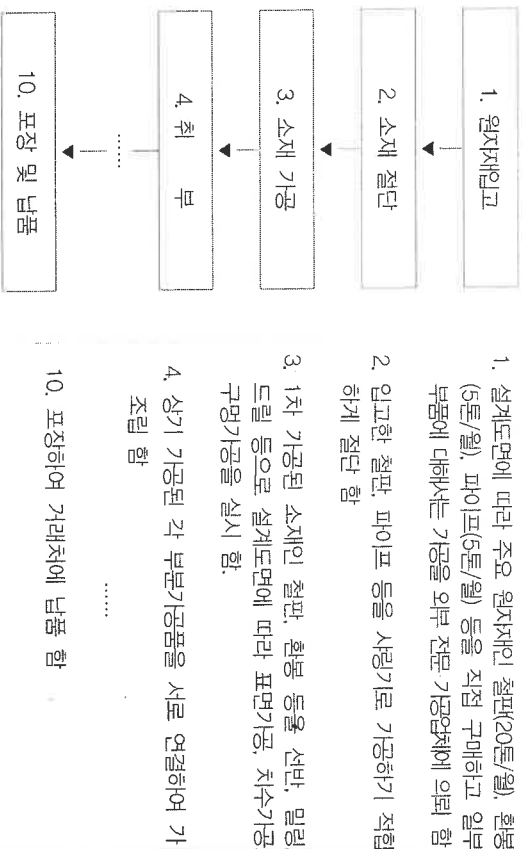 1. 원자재입고
2. 소재 절단
3. 소재 가공
4. 취 부
......
10. 포장 및 납품
1. 설계도면에 따라 주요 원자재인 철판(20톤/월), 환봉
(5톤/월), 파이프(5톤/월) 등을 직접 구매하고 일부
부품에 대해서는 가공을 외부 전문 가공업체에 의뢰 함
2. 입고한 철판, 파이프 등을 샤링기로 가공하기 적합
하게 절단 함
3. 1차 가공된 소재인 철판, 환봉 등을 선반, 밀링,
드릴 등으로 설계도면에 따라 표면가공, 치수가공,
구멍가공을 실시 함.
4. 상기 가공된 각 부분가공품을 서로 연결하여 가
조립 함
......
10. 포장하여 거래처에 납품 함